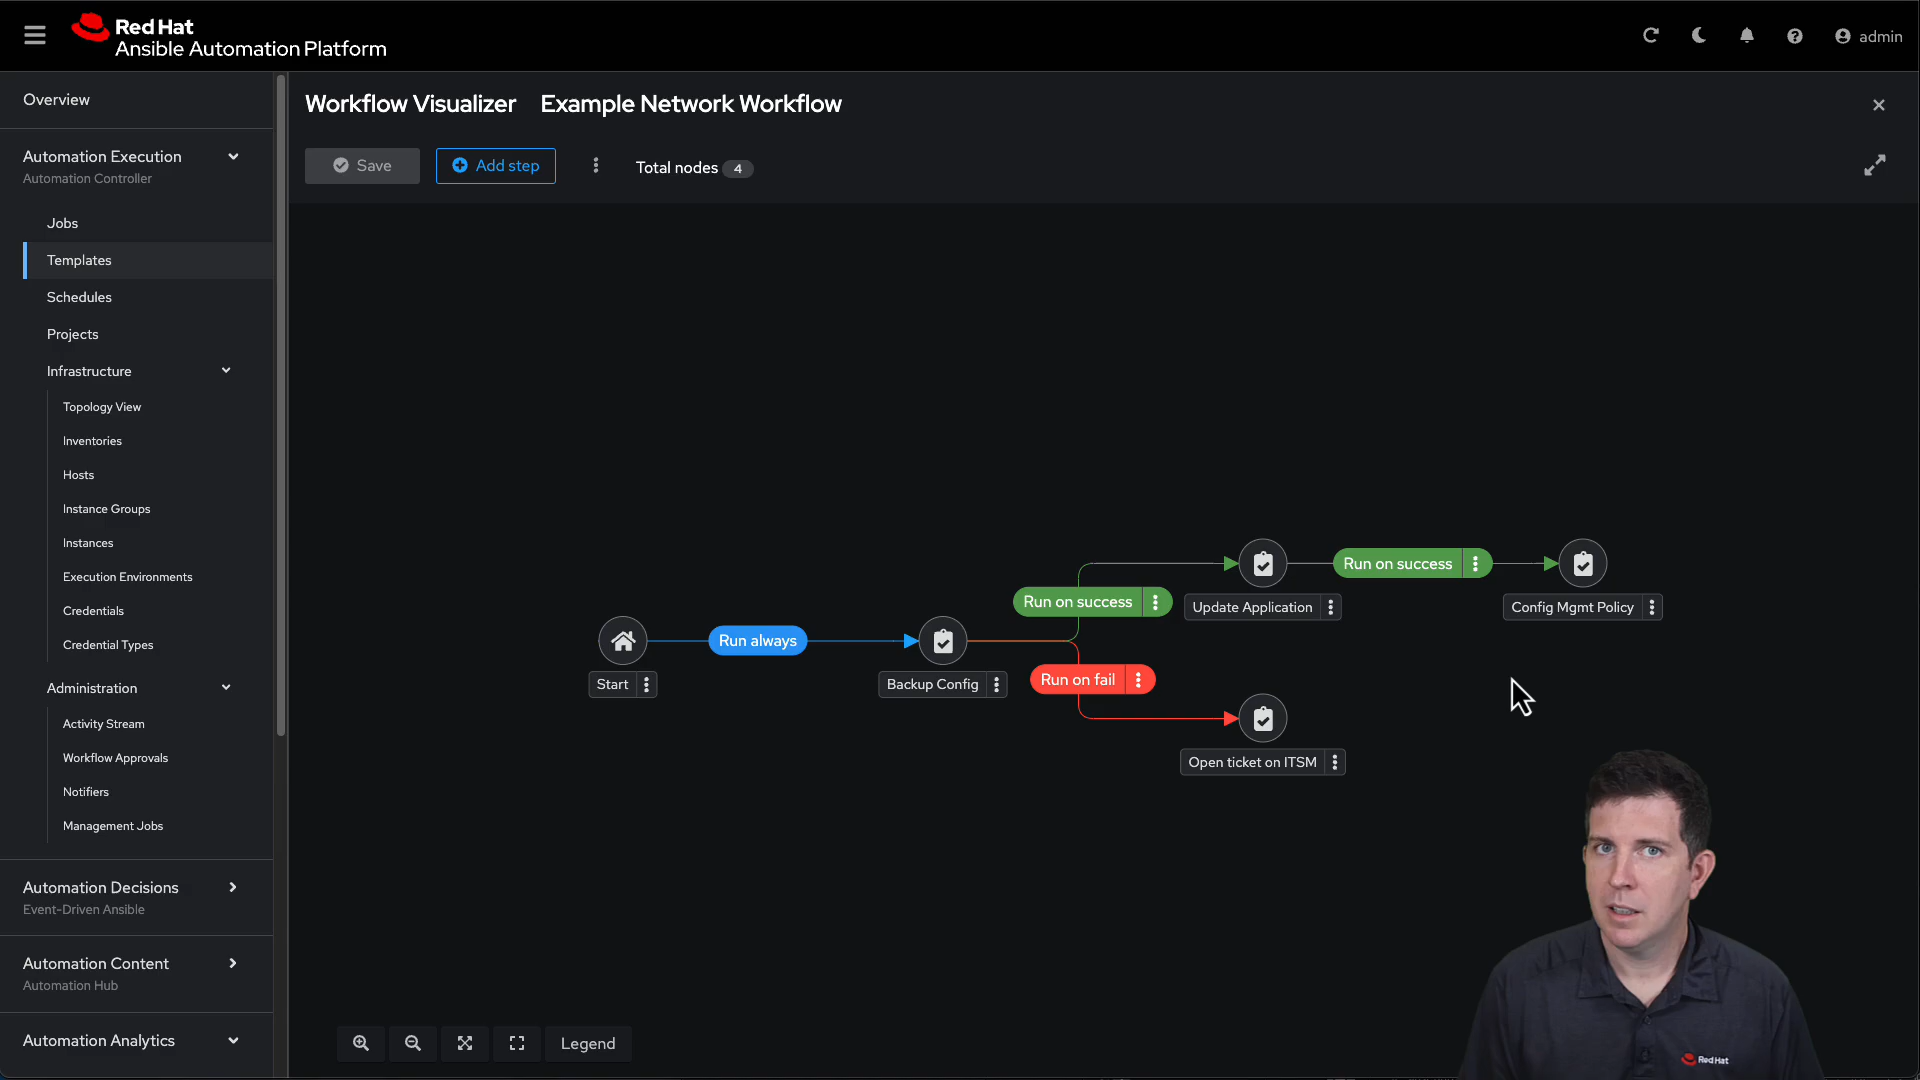 Red Hat
Ansible Automation Platform
admin
Overview
Automation Execution
Automation Controller
Jobs
Templates
Schedules
Projects
Infrastructure
Topology View
Inventories
Hosts
Instance Groups
Instances
Execution Environments
Credentials
Credential Types
Administration
Activity Stream
Workflow Approvals
Notifiers
Management Jobs
Automation Decisions
Event-Driven Ansible
Automation Content
Automation Hub
Automation Analytics
Workflow Visualizer Example Network Workflow
Save Add step Total nodes 4
Run on success
Update Application
Run on success
Config Mgmt Policy
Start
Run always
Backup Config
Run on fail
Open ticket on ITSM
Legend
Red Hat